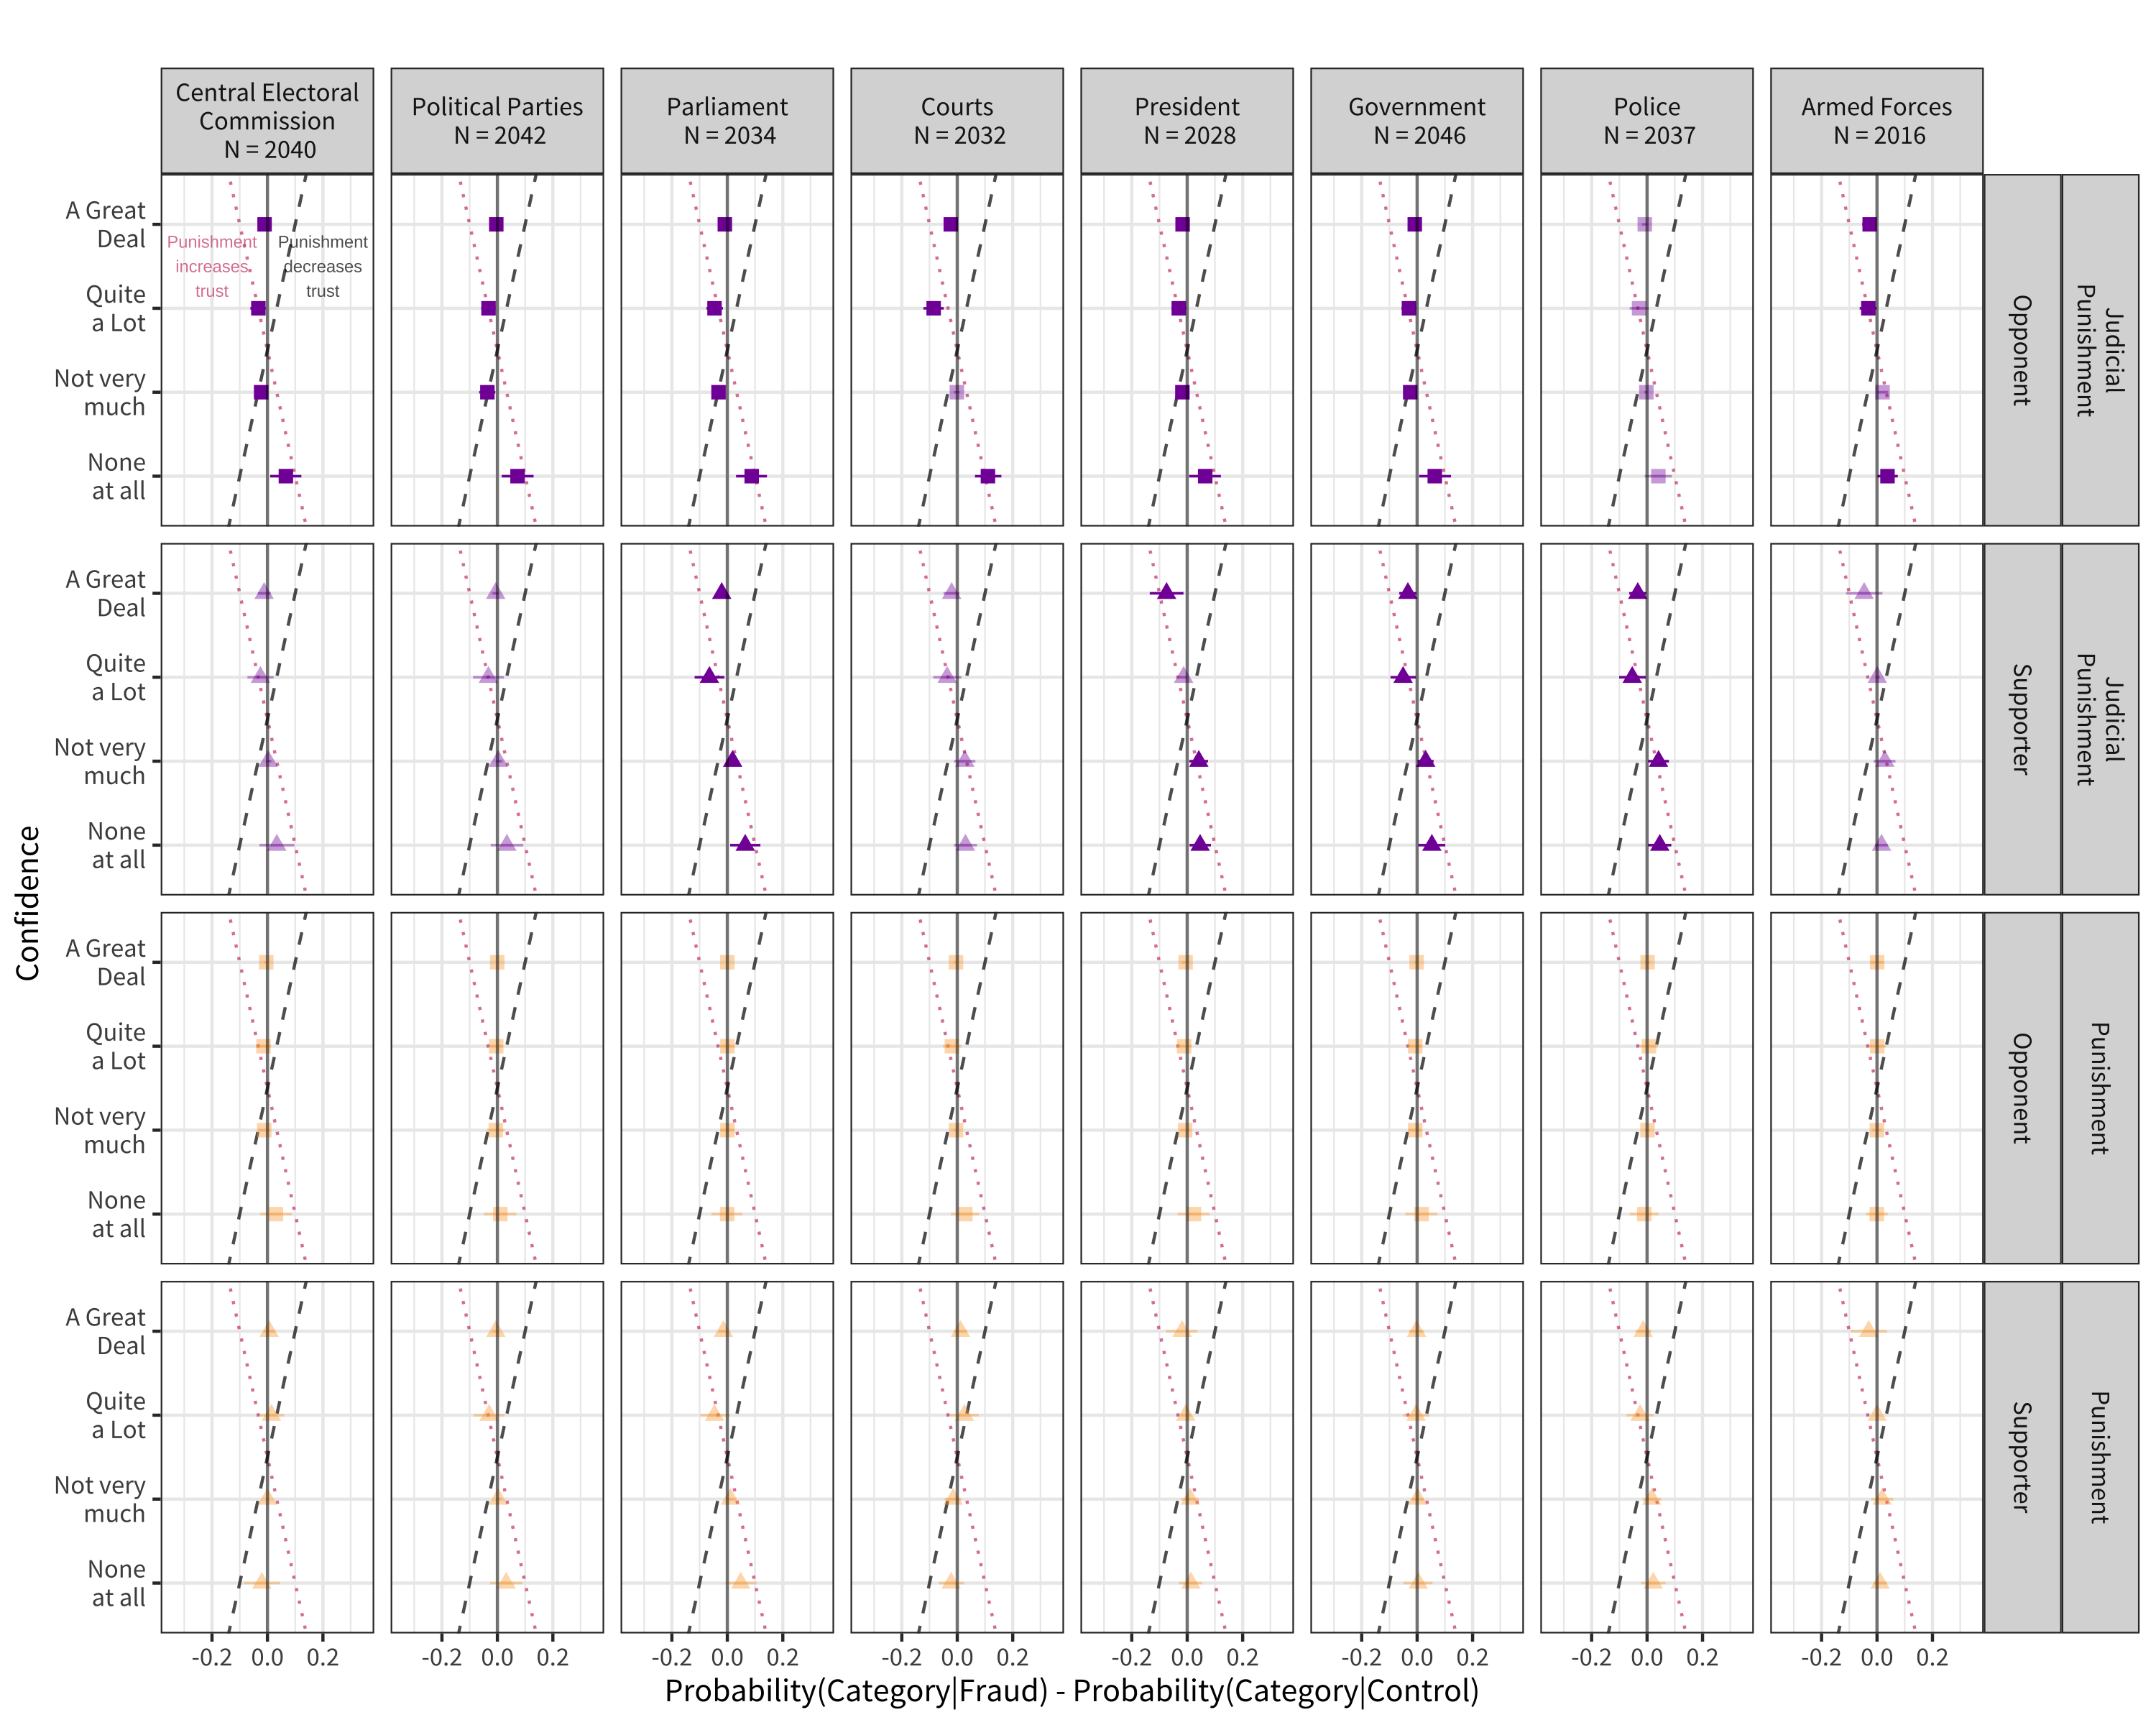 Central Electoral
Commission
N = 2040
Political Parties
N = 2042
Parliament
N = 2034
Courts
N = 2032
President
N = 2028
Government
N = 2046
Police
N = 2037
Armed Forces
N = 2016
A Great
Deal
Quite
a Lot
Not very
much
None
at all
Punishment
increases
trust
Punishment
decreases
trust
Opponent
Judicial
Punishment
A Great
Deal
Quite
a Lot
Not very
much
None
at all
Supporter
Judicial
Punishment
Confidence
A Great
Deal
Quite
a Lot
Not very
much
None
at all
Opponent
Punishment
A Great
Deal
Quite
a Lot
Not very
much
None
at all
Supporter
Punishment
-0.2 0.0 0.2 -0.2 0.0 0.2 -0.2 0.0 0.2 -0.2 0.0 0.2 -0.2 0.0 0.2 -0.2 0.0 0.2 -0.2 0.0 0.2 -0.2 0.0 0.2
Probability(Category|Fraud) - Probability(Category|Control)